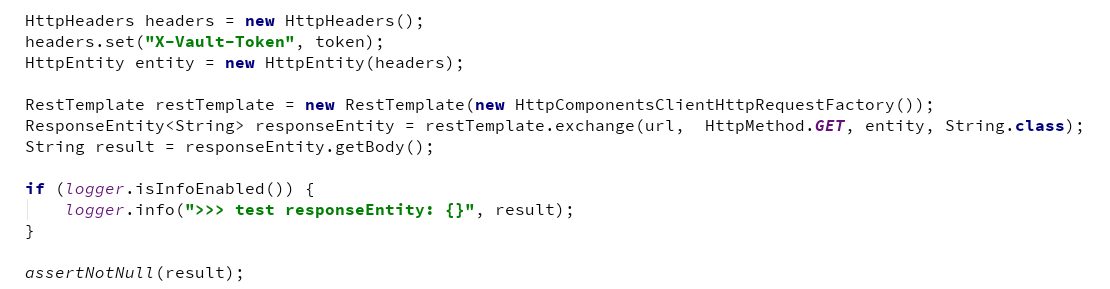 HttpHeaders headers = new HttpHeaders();
headers.set("X-Vault-Token", token);
HttpEntity entity = new HttpEntity(headers);
RestTemplate restTemplate = new RestTemplate(new HttpComponentsClientHttpRequestFactory());
ResponseEntity<String> responseEntity = restTemplate.exchange(url,  HttpMethod.GET, entity, String.class);
String result = responseEntity.getBody();
if (logger.isInfoEnabled()) {
    logger.info(">>> test responseEntity: {}", result);
}
assertNotNull(result);